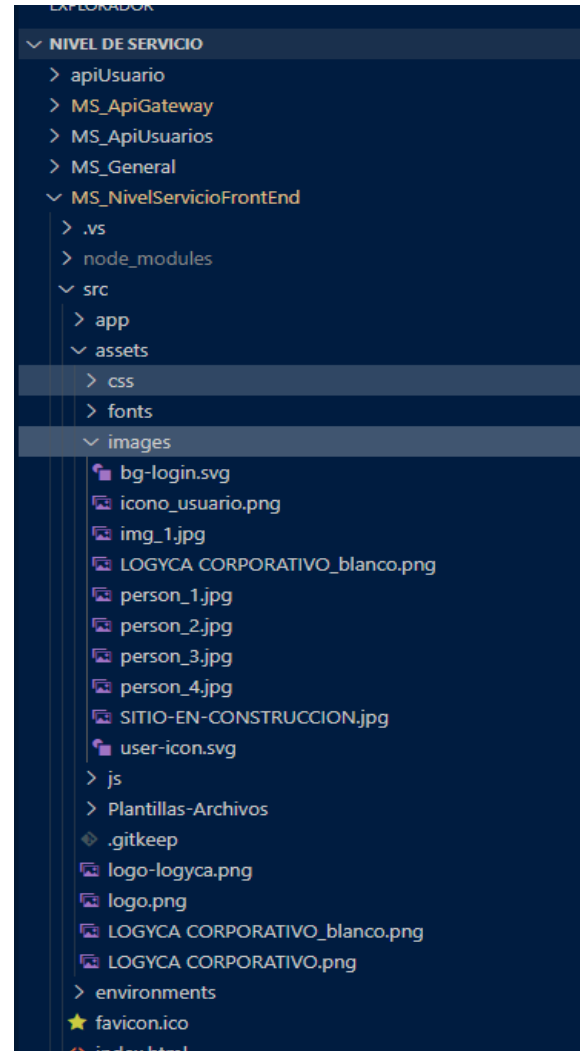 EXPLORADOR
NIVEL DE SERVICIO
apiUsuario
MS_ApiGateway
MS_ApiUsuarios
MS_General
MS_NivelServicioFrontEnd
.vs
node_modules
src
app
assets
css
fonts
images
bg-login.svg
icono_usuario.png
img_1.jpg
LOGYCA CORPORATIVO_blanco.png
person_1.jpg
person_2.jpg
person_3.jpg
person_4.jpg
SITIO-EN-CONSTRUCCION.jpg
user-icon.svg
js
Plantillas-Archivos
.gitkeep
logo-logyca.png
logo.png
LOGYCA CORPORATIVO_blanco.png
LOGYCA CORPORATIVO.png
environments
favicon.ico
index.html